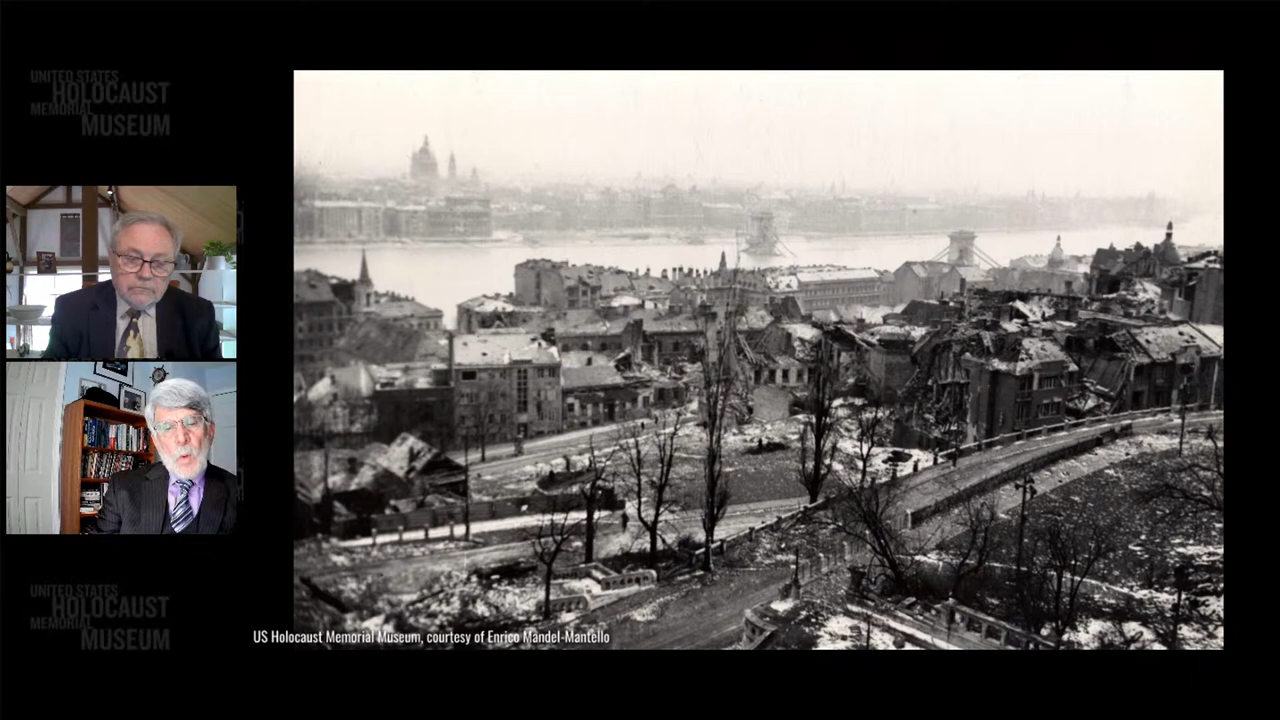 UNITED STATES
HOLOCAUST
MEMORIAL
MUSEUM
US Holocaust Memorial Museum, courtesy of Enrico Mandel-Mantello
UNITED STATES
HOLOCAUST
MEMORIAL
MUSEUM